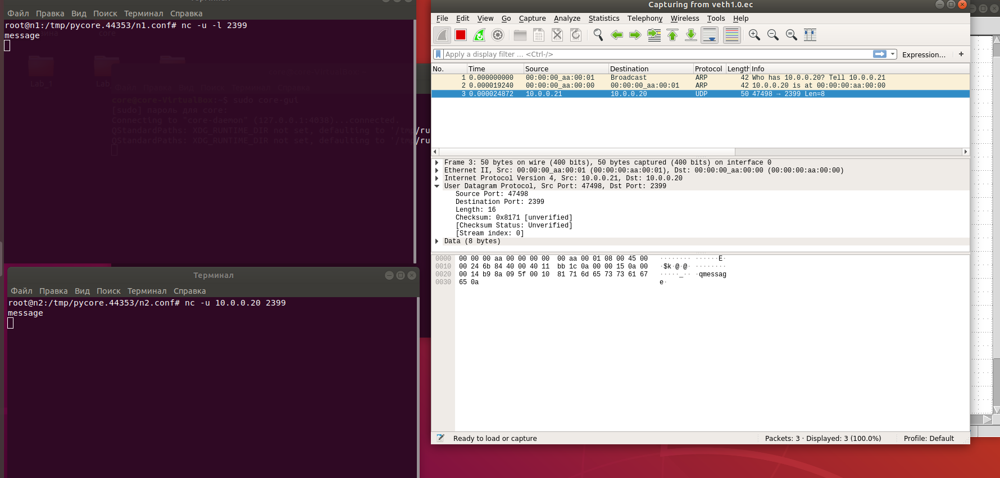 Терминал
Файл Правка Вид Поиск Терминал Справка
root@n1:/tmp/pycore.44353/n1.conf# nc -u -l 2399
message
core
Lab_1
Lab
core@core-VirtualBox:~$ sudo core-gui
[sudo] пароль для core:
Connecting to "core-daemon" (127.0.0.1:4038)...connected.
QStandardPaths: XDG_RUNTIME_DIR not set, defaulting to '/tmp/ru
QStandardPaths: XDG_RUNTIME_DIR not set, defaulting to '/tmp/ru
Терминал
Файл Правка Вид Поиск Терминал Справка
root@n2:/tmp/pycore.44353/n2.conf# nc -u 10.0.0.20 2399
message
Capturing from veth1.0.ec
File Edit View Go Capture Analyze Statistics Telephony Wireless Tools Help
Apply a display filter ... <Ctrl-/> Expression... +
No. Time Source Destination Protocol Length Info
1 0.000000000 00:00:00_aa:00:01 Broadcast ARP 42 Who has 10.0.0.20? Tell 10.0.0.21
2 0.000019240 00:00:00_aa:00:00 00:00:00_aa:00:01 ARP 42 10.0.0.20 is at 00:00:00:aa:00:00
3 0.000024872 10.0.0.21 10.0.0.20 UDP 50 47498 → 2399 Len=8
Frame 3: 50 bytes on wire (400 bits), 50 bytes captured (400 bits) on interface 0
Ethernet II, Src: 00:00:00_aa:00:01 (00:00:00:aa:00:01), Dst: 00:00:00_aa:00:00 (00:00:00:aa:00:00)
Internet Protocol Version 4, Src: 10.0.0.21, Dst: 10.0.0.20
User Datagram Protocol, Src Port: 47498, Dst Port: 2399
Source Port: 47498
Destination Port: 2399
Length: 16
Checksum: 0x8171 [unverified]
[Checksum Status: Unverified]
[Stream index: 0]
Data (8 bytes)
0000 00 00 00 aa 00 00 00 00 00 aa 00 01 08 00 45 00 ········ ······E·
0010 00 24 6b 84 40 00 40 11 bb 1c 0a 00 00 15 0a 00 ·$k·@·@· ········
0020 00 14 b9 8a 09 5f 00 10 81 71 6d 65 73 73 61 67 ·····_·· ·qmessag
0030 65 0a e·
Ready to load or capture Packets: 3 · Displayed: 3 (100.0%) Profile: Default